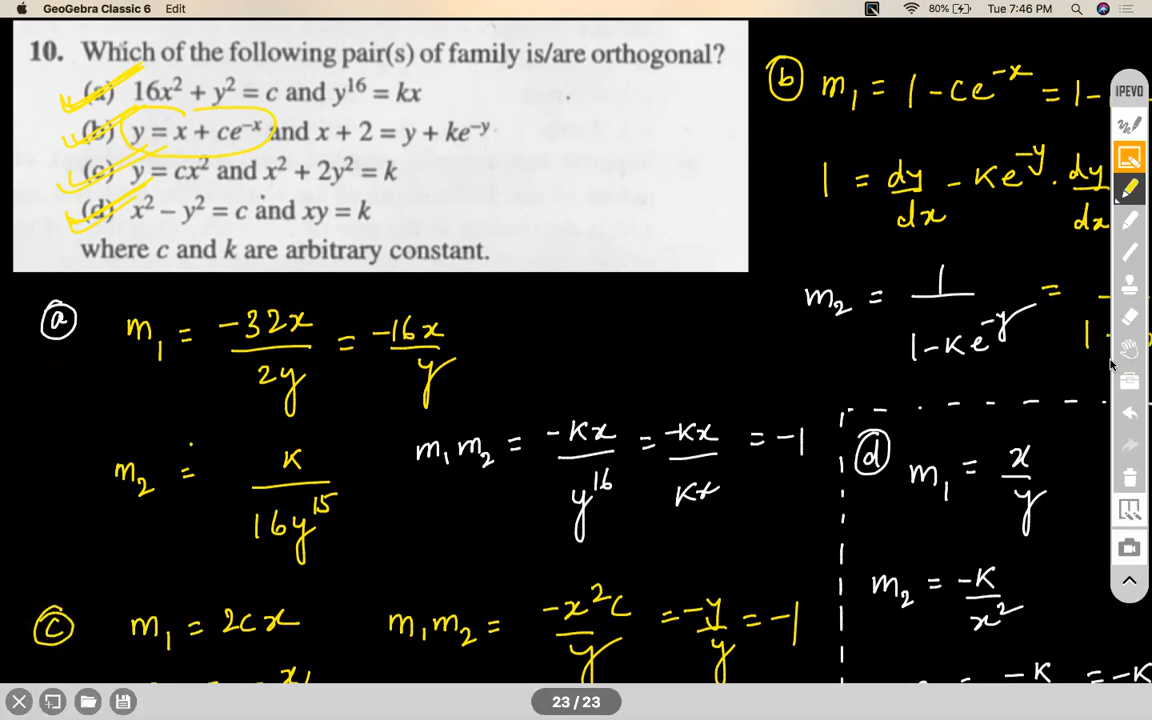 GeoGebra Classic 6 Edit 80% Tue 7:46 PM
10. Which of the following pair(s) of family is/are orthogonal?
(a) 16x² + y² = c and y¹⁶ = kx
(b) y = x + ce⁻ˣ and x + 2 = y + ke⁻ʸ
(c) y = cx² and x² + 2y² = k
(d) x² − y² = c and xy = k
where c and k are arbitrary constant.
(b) m₁ = 1 − ce⁻ˣ = 1 −
1 = dy/dx − Ke⁻ʸ · dy/dx
m₂ = 1/(1 − Ke⁻ʸ) =
(a) m₁ = −32x/2y = −16x/y
m₂ = K/16y¹⁵
m₁m₂ = −Kx/y¹⁶ = −Kx/Kx = −1
(d) m₁ = x/y
m₂ = −K/x²
(c) m₁ = 2cx
m₁m₂ = −x²c/y = −y/y = −1
−K = −K
IPEVO
23 / 23